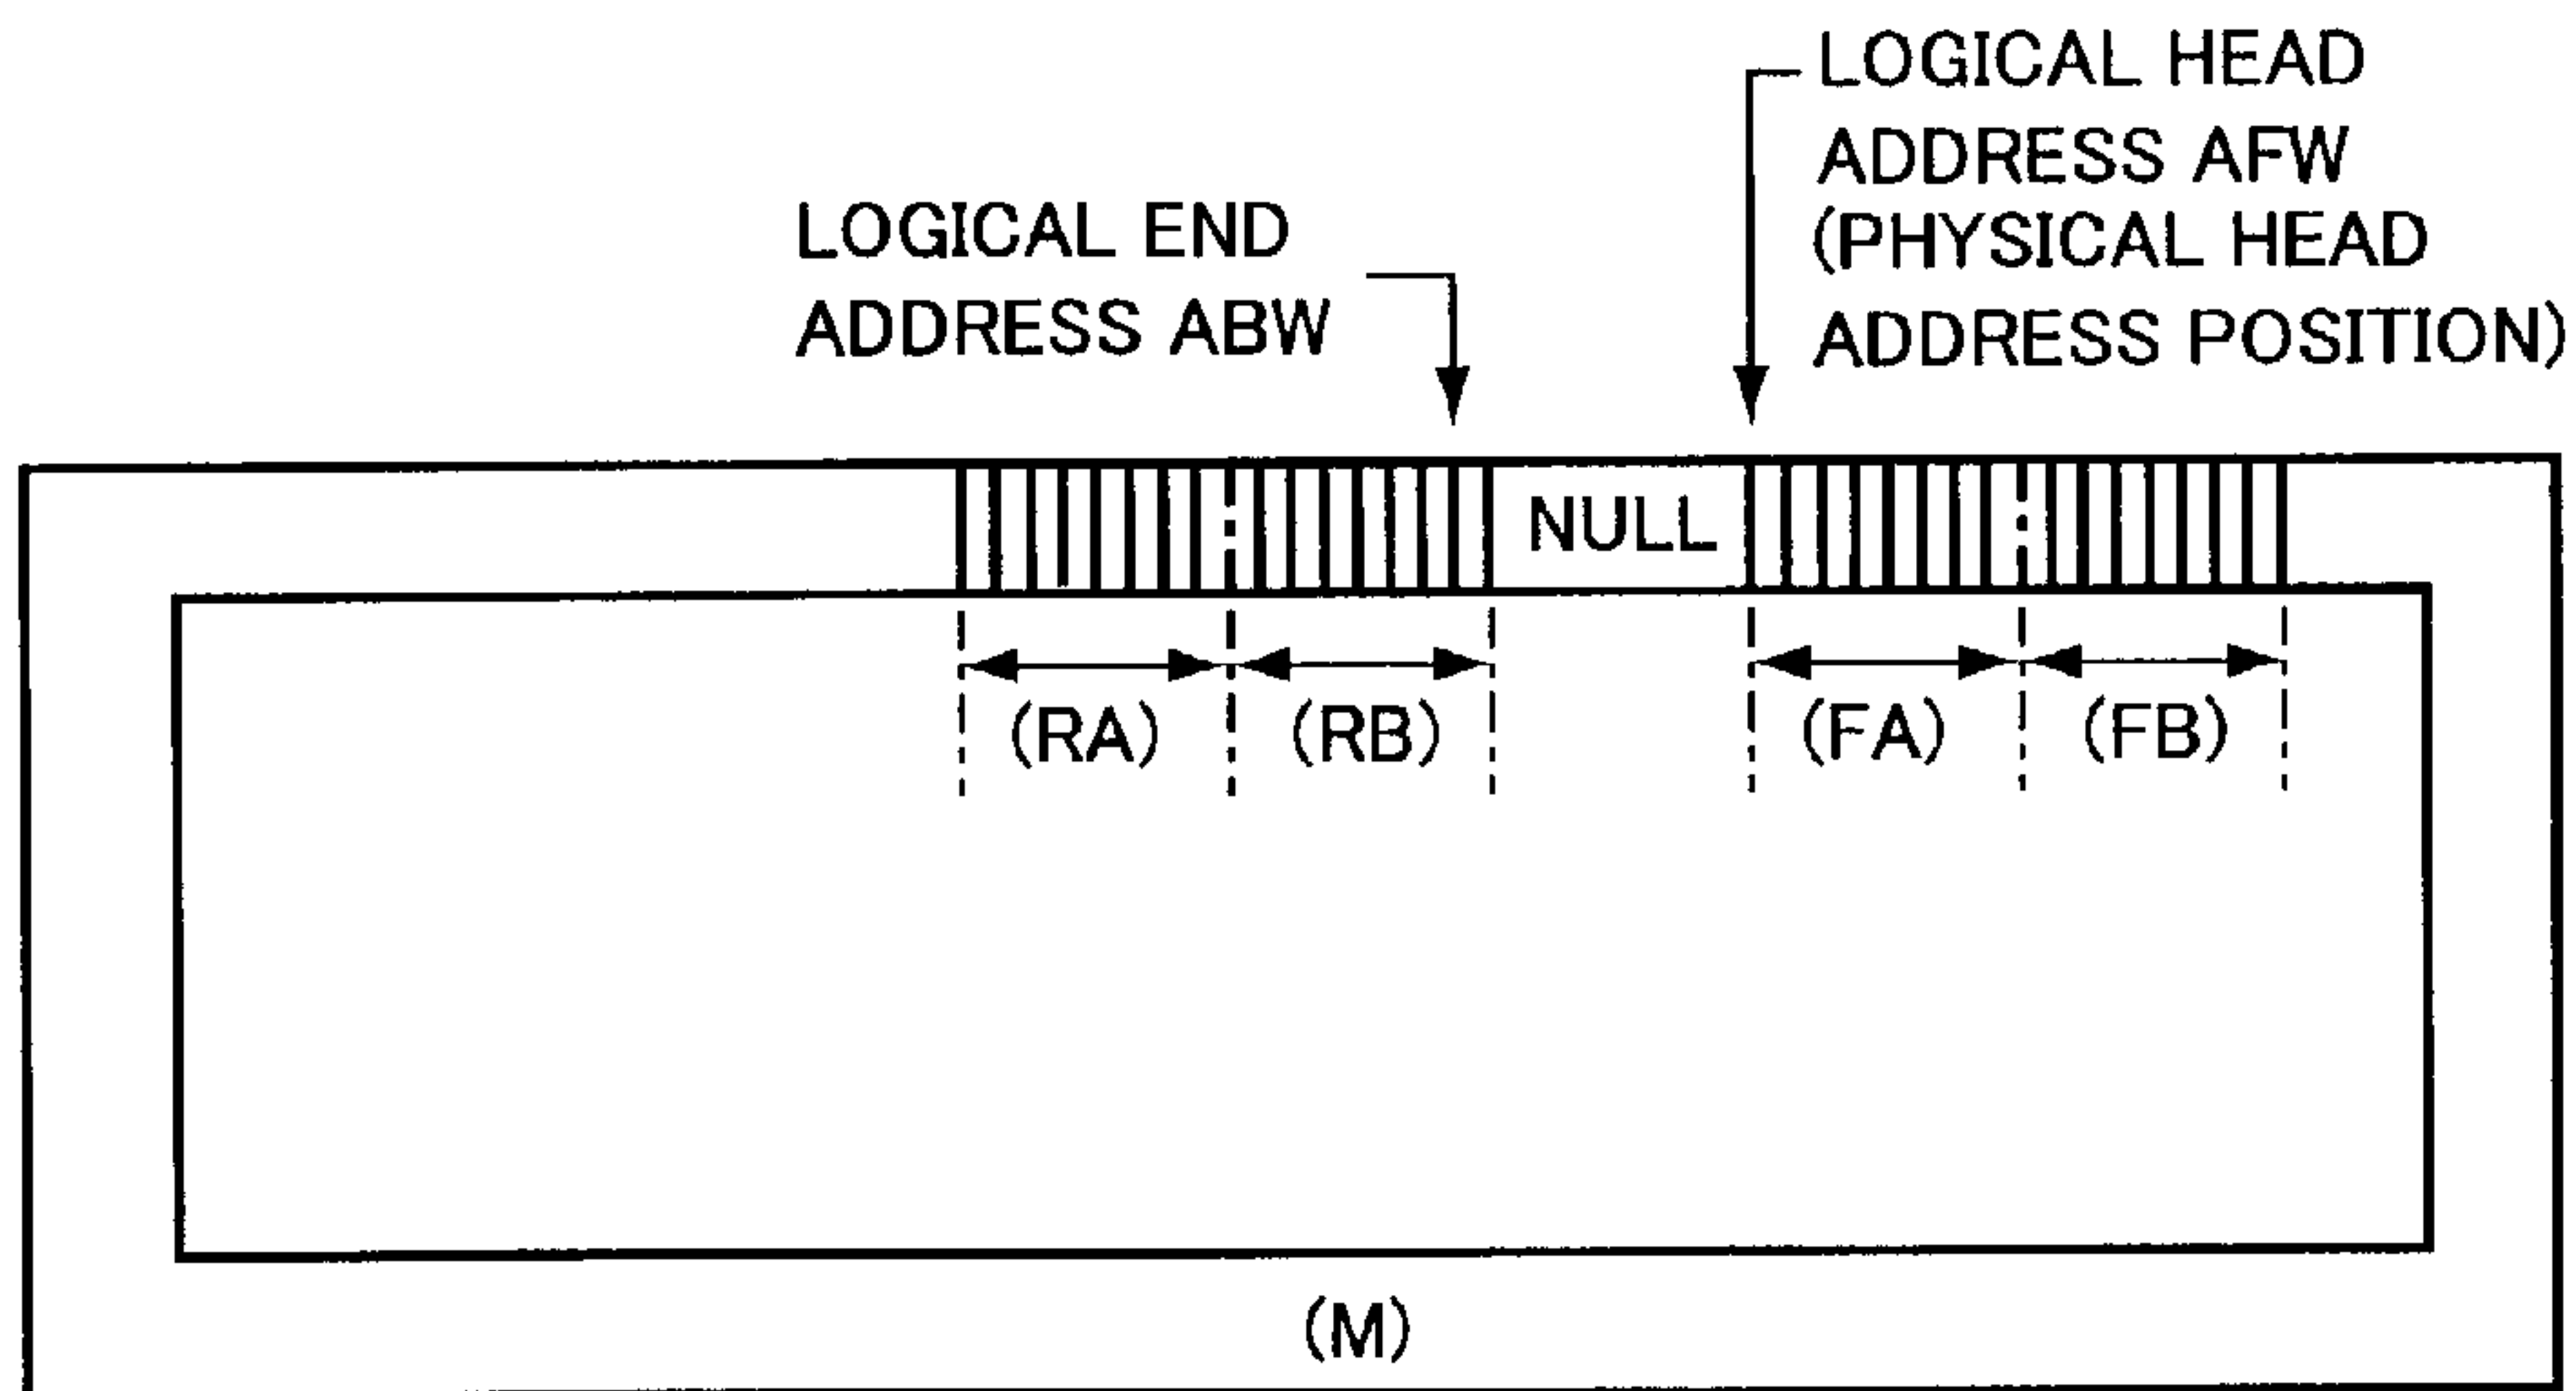 LOGICAL HEAD
ADDRESS AFW
(PHYSICAL HEAD
ADDRESS POSITION)
LOGICAL END
ADDRESS ABW
NULL
(RA) (RB) (FA) (FB)
(M)